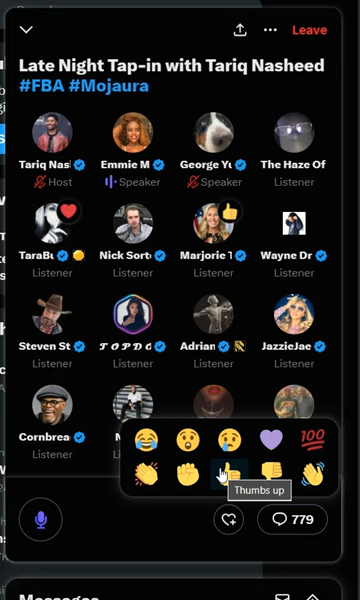 Leave
Late Night Tap-in with Tariq Nasheed
#FBA #Mojaura
Tariq Nas
Emmie M
George Yu
The Haze Of
Host
Speaker
Speaker
Listener
TaraBu
Nick Sorto
Marjorie T
Wayne Dr
Listener
Listener
Listener
Listener
Steven St
𝓣 𝓞 𝓟 𝓓 𝓞
Adrian
JazzieJae
Listener
Listener
Listener
Listener
Cornbrea
N
Listener
💯
Thumbs up
779
Messages